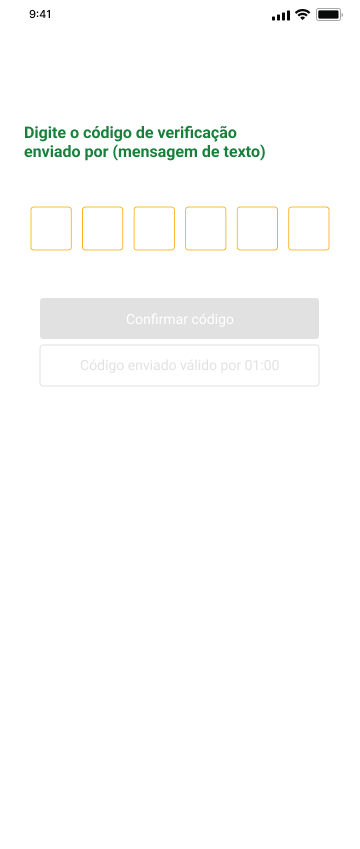 9:41
Digite o código de verificação
enviado por (mensagem de texto)
Confirmar código
Código enviado válido por 01:00